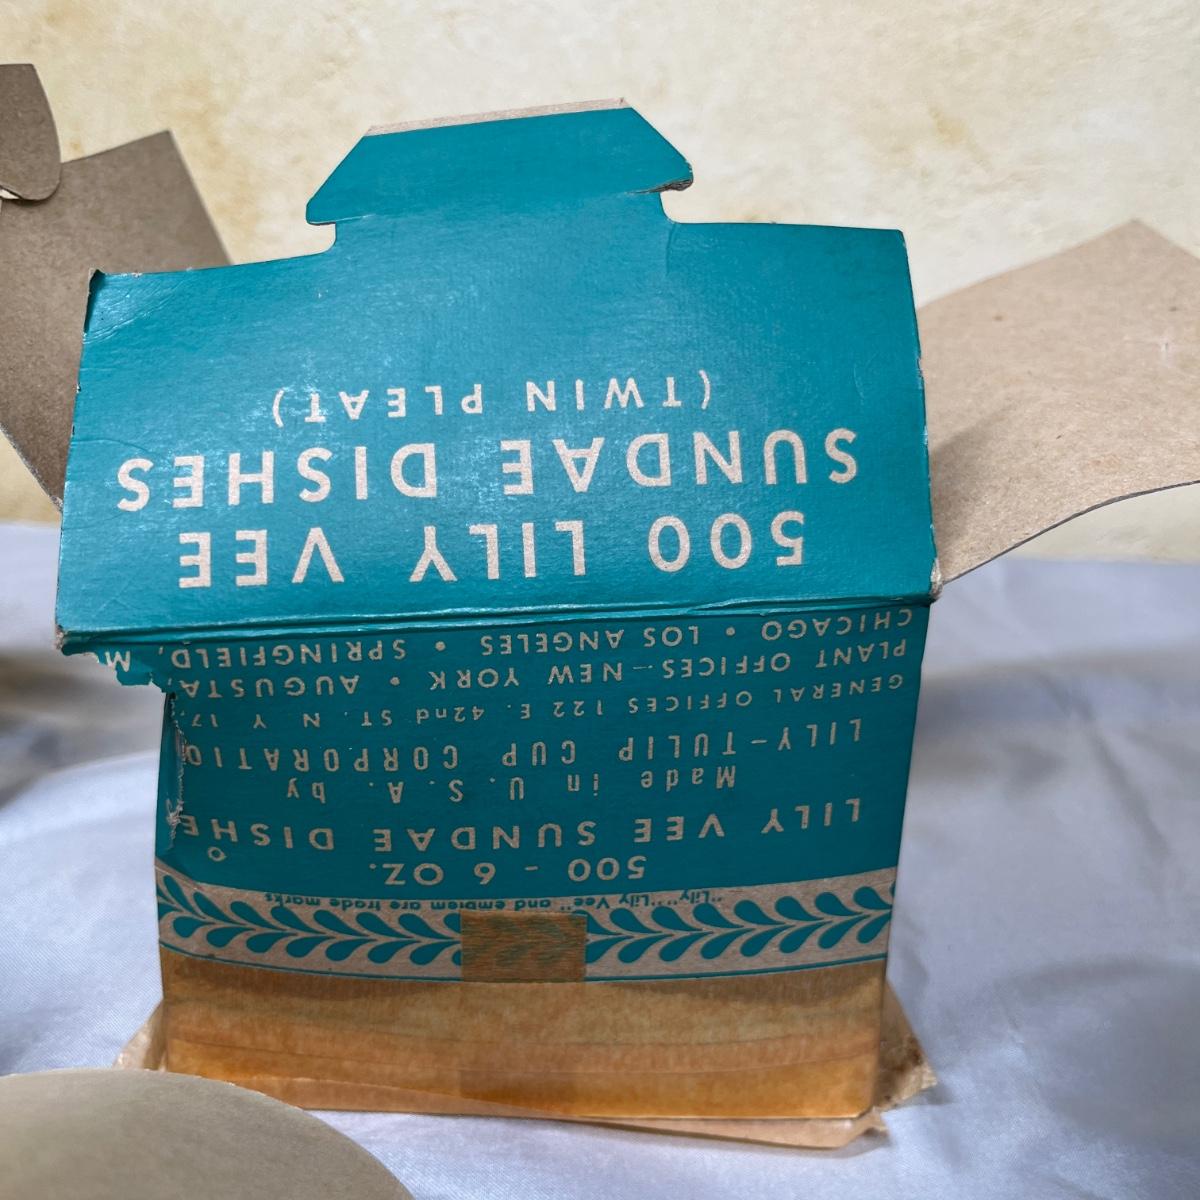 "Lily" "Lily Vee" and emblem are trade marks
500 - 6 OZ.
LILY VEE SUNDAE DISHE
Made in U. S. A. by
LILY-TULIP CUP CORPORATIO
GENERAL OFFICES 122 E. 42nd ST. N Y 17,
PLANT OFFICES—NEW YORK • AUGUSTA,
CHICAGO • LOS ANGELES • SPRINGFIELD,
500 LILY VEE
SUNDAE DISHES
(TWIN PLEAT)